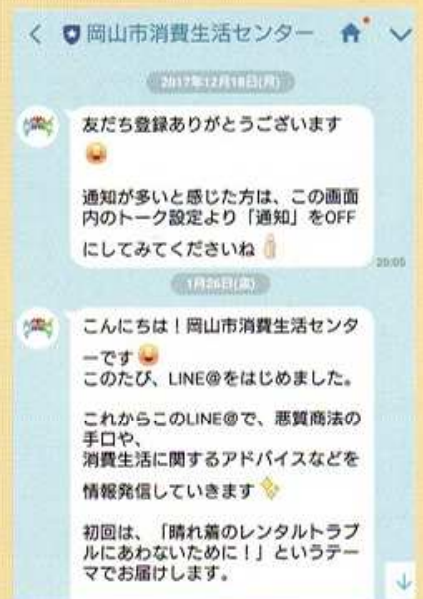 岡山市消費生活センター
2017年12月18日(月)
友だち登録ありがとうございます
通知が多いと感じた方は、この画面
内のトーク設定より「通知」をOFF
にしてみてくださいね
20:05
1月26日(金)
こんにちは！岡山市消費生活センタ
ーです
このたび、LINE@をはじめました。
これからこのLINE@で、悪質商法の
手口や、
消費生活に関するアドバイスなどを
情報発信していきます
初回は、「晴れ着のレンタルトラブ
ルにあわないために！」というテー
マでお届けします。